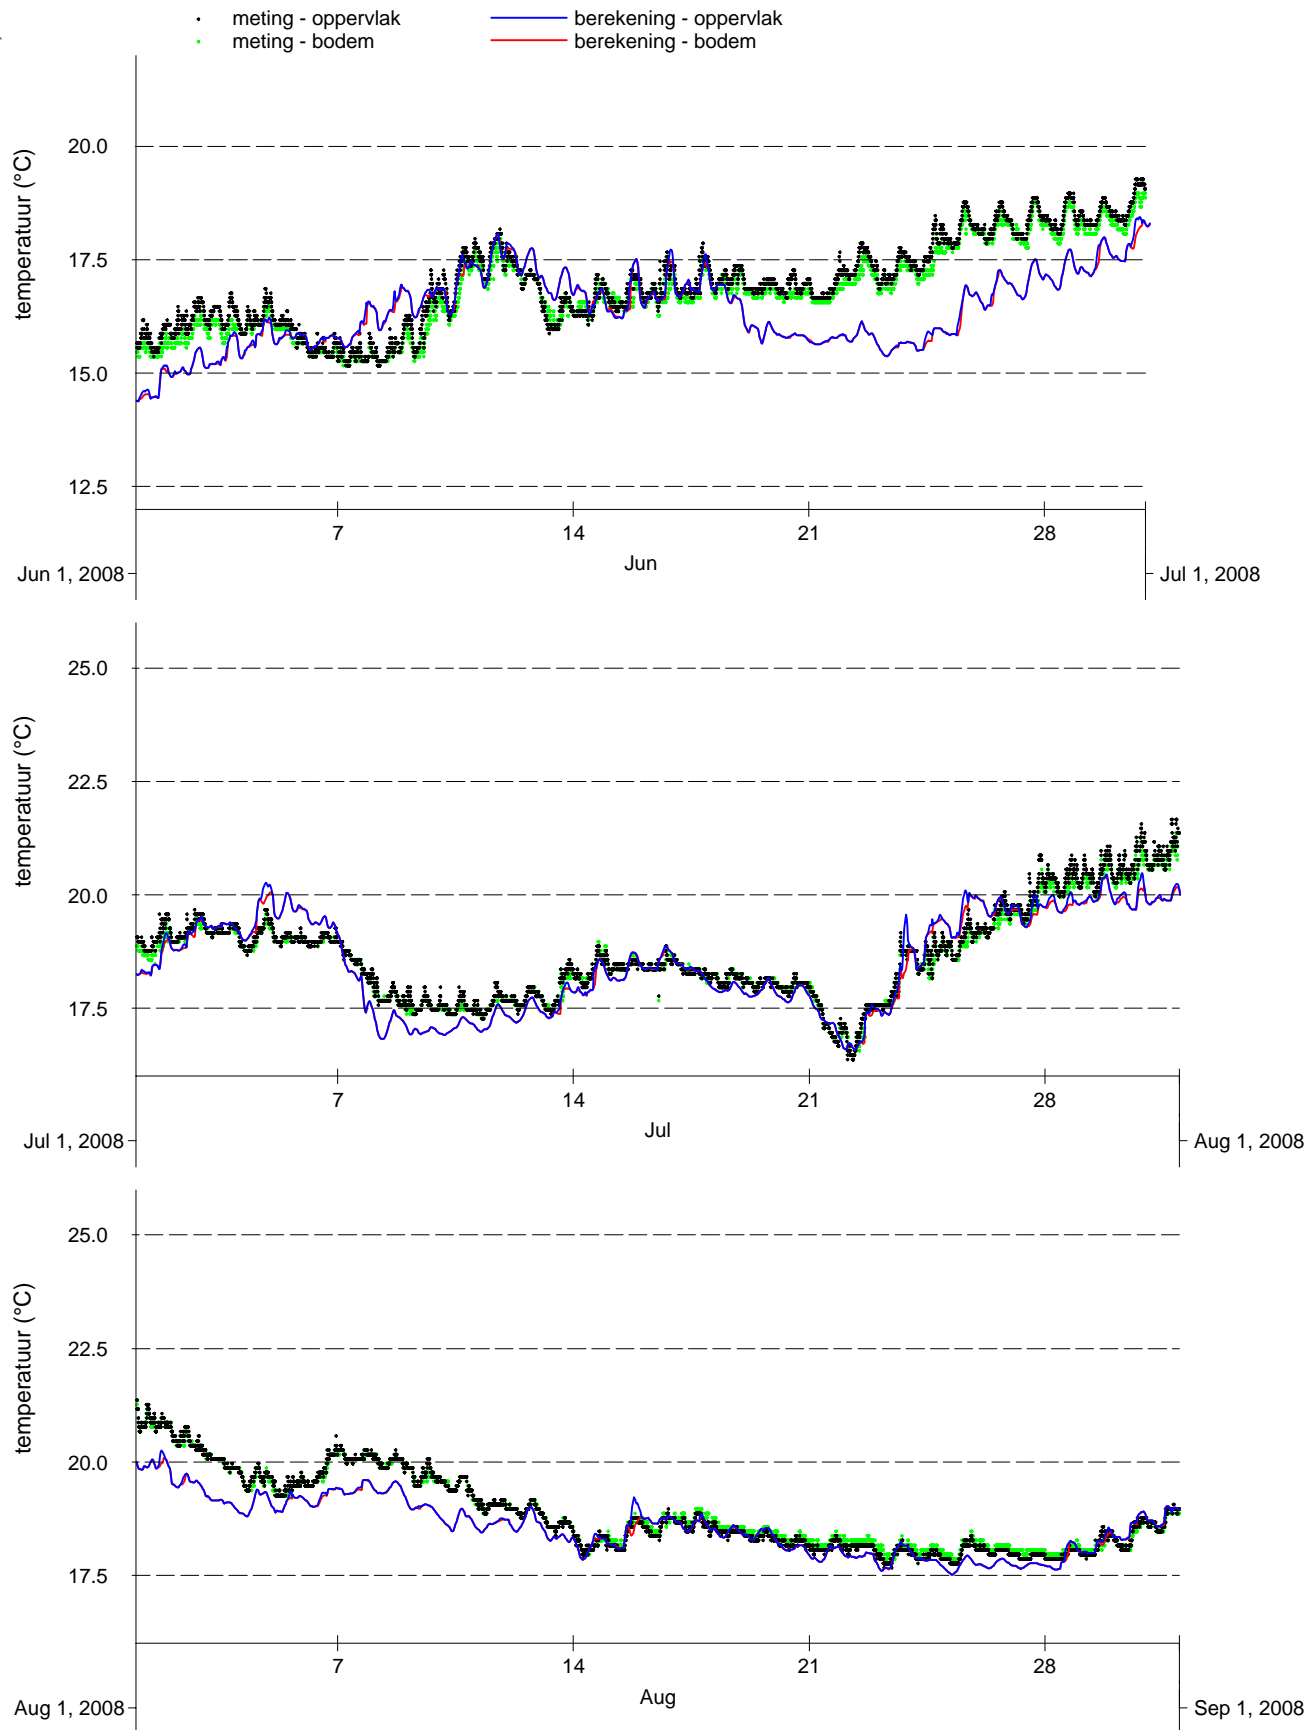 meting - oppervlak berekening - oppervlak
meting - bodem berekening - bodem
temperatuur (°C)
20.0
17.5
15.0
12.5
7 14 21 28
Jun
Jun 1, 2008 Jul 1, 2008
temperatuur (°C)
25.0
22.5
20.0
17.5
7 14 21 28
Jul
Jul 1, 2008 Aug 1, 2008
temperatuur (°C)
25.0
22.5
20.0
17.5
7 14 21 28
Aug
Aug 1, 2008 Sep 1, 2008